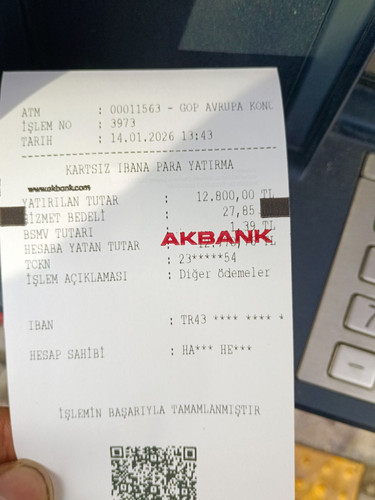 ATM : 00011563 - GOP AVRUPA KONU
İŞLEM NO : 3973
TARIH : 14.01.2026 13:43
KARTSIZ IBANA PARA YATIRMA
www.akbank.com
YATIRILAN TUTAR : 12.800,00 TL
HİZMET BEDELİ : 27,85
BSMV TUTARI : 1,39 TL
AKBANK
HESABA YATAN TUTAR : TL
TCKN : 23*****54
İŞLEM AÇIKLAMASI : Diğer ödemeler
IBAN : TR43 **** **** *
HESAP SAHİBİ : HA*** HE***
İŞLEMİN BAŞARIYLA TAMAMLANMIŞTIR